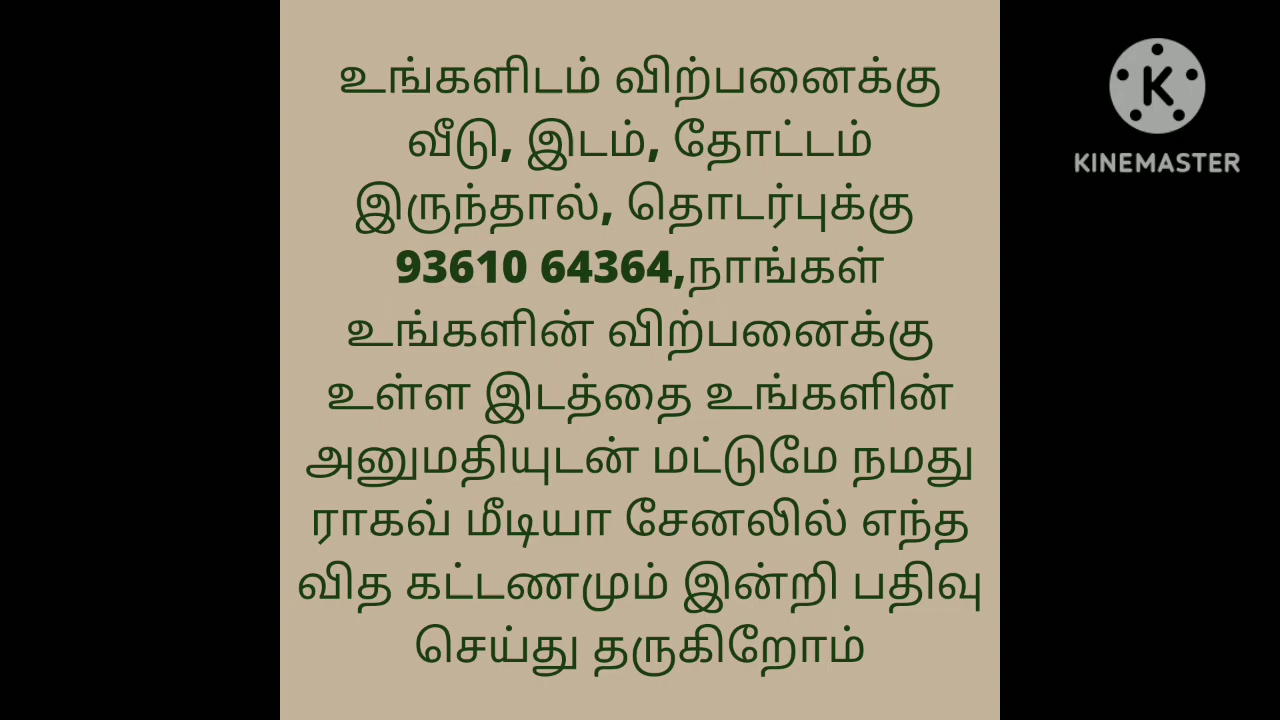 உங்களிடம் விற்பனைக்கு
வீடு, இடம், தோட்டம்
இருந்தால், தொடர்புக்கு
93610 64364,நாங்கள்
உங்களின் விற்பனைக்கு
உள்ள இடத்தை உங்களின்
அனுமதியுடன் மட்டுமே நமது
ராகவ் மீடியா சேனலில் எந்த
வித கட்டணமும் இன்றி பதிவு
செய்து தருகிறோம்
K
KINEMASTER